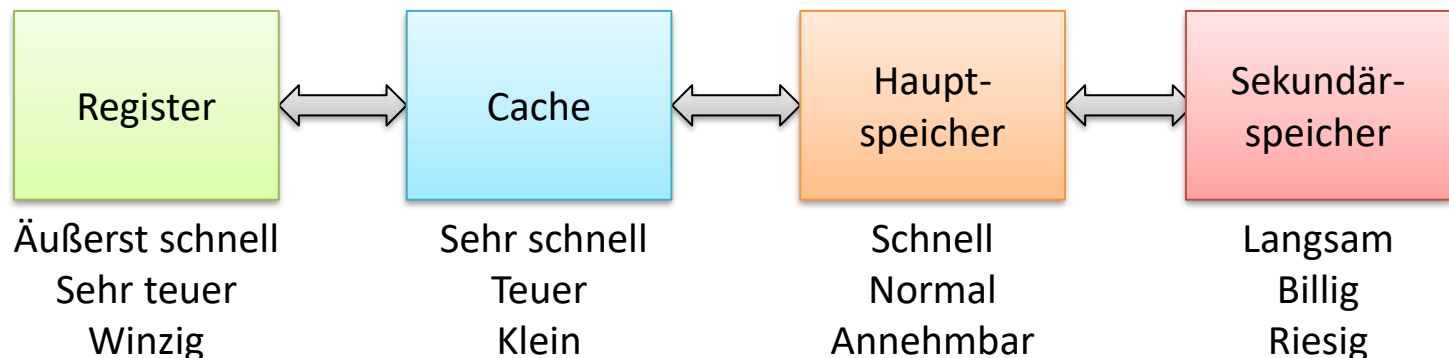 Register
Cache
Haupt-
speicher
Sekundär-
speicher
Äußerst schnell
Sehr teuer
Winzig
Sehr schnell
Teuer
Klein
Schnell
Normal
Annehmbar
Langsam
Billig
Riesig